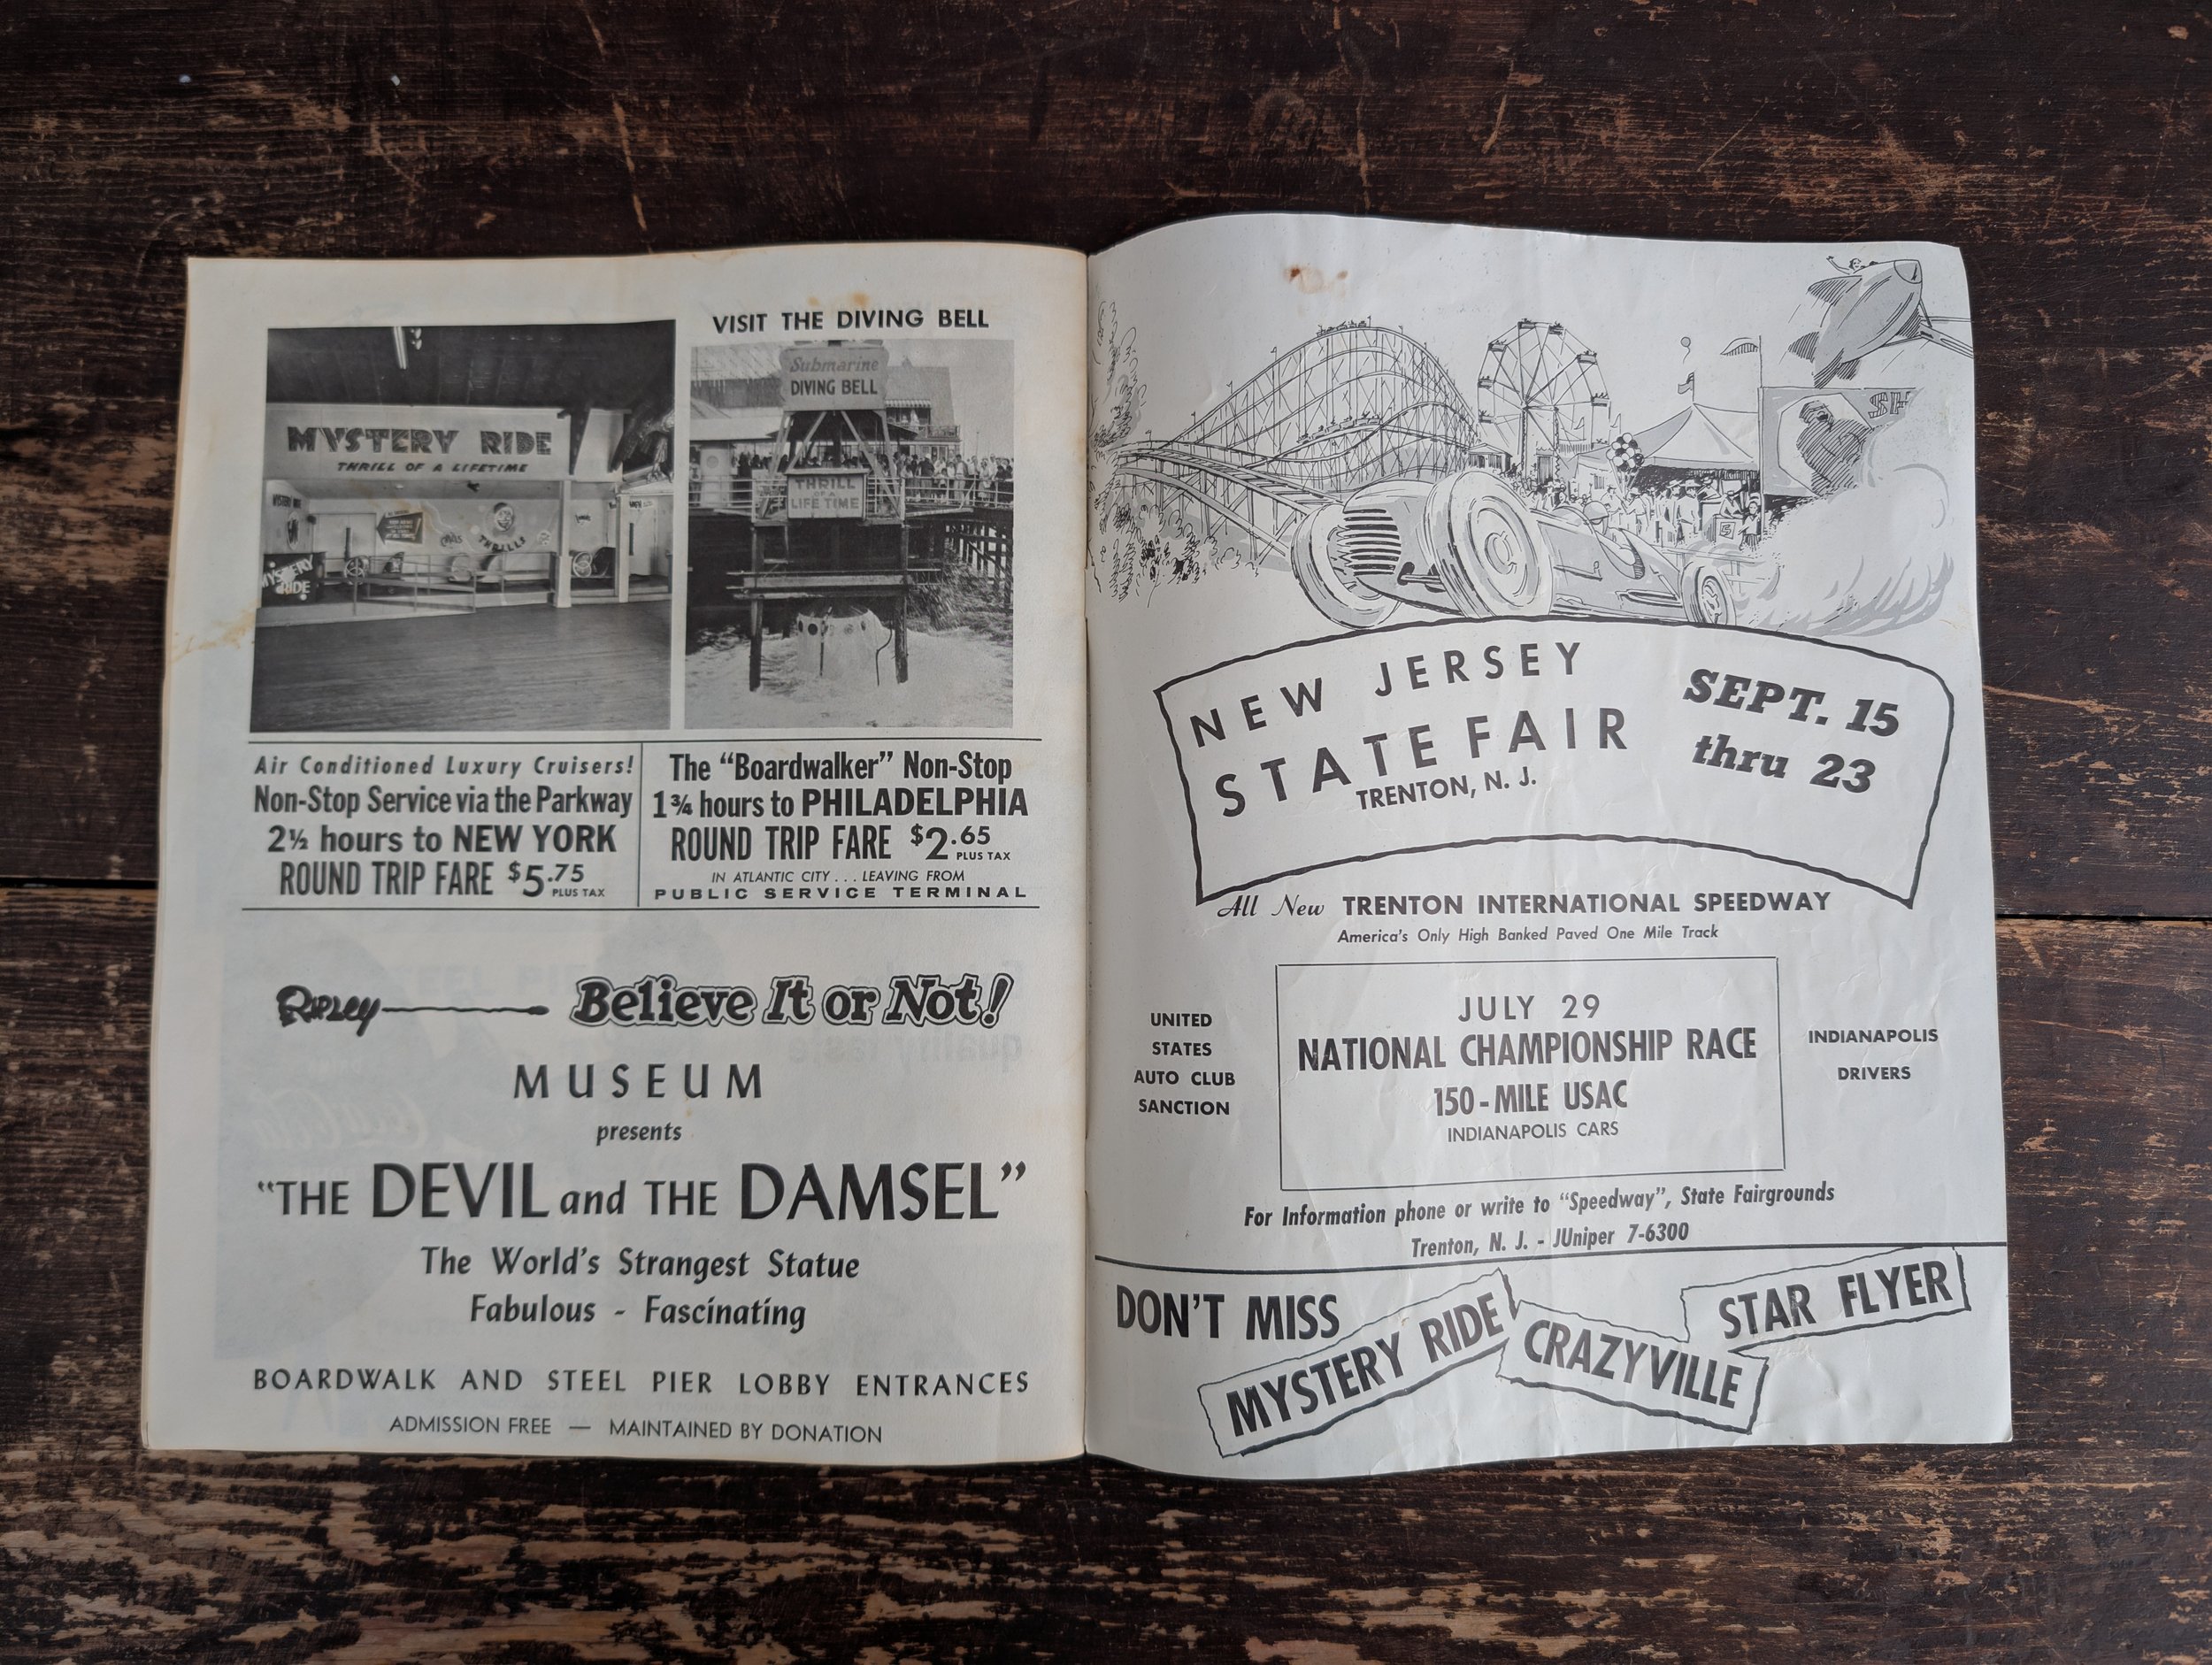 MYSTERY RIDE
THRILL OF A LIFETIME
MYSTERY
RIDE
THRILLS
VISIT THE DIVING BELL
Submarine
DIVING BELL
THRILL
OF A
LIFE TIME
Air Conditioned Luxury Cruisers!
Non-Stop Service via the Parkway
2½ hours to NEW YORK
ROUND TRIP FARE $5.75
PLUS TAX
The “Boardwalker” Non-Stop
1¾ hours to PHILADELPHIA
ROUND TRIP FARE $2.65
PLUS TAX
IN ATLANTIC CITY . . . LEAVING FROM
PUBLIC SERVICE TERMINAL
Ripley Believe It or Not!
MUSEUM
presents
“THE DEVIL and THE DAMSEL”
The World's Strangest Statue
Fabulous - Fascinating
BOARDWALK AND STEEL PIER LOBBY ENTRANCES
ADMISSION FREE — MAINTAINED BY DONATION
SH
NEW JERSEY
STATE FAIR
TRENTON, N. J.
SEPT. 15
thru 23
All New TRENTON INTERNATIONAL SPEEDWAY
America's Only High Banked Paved One Mile Track
UNITED
STATES
AUTO CLUB
SANCTION
JULY 29
NATIONAL CHAMPIONSHIP RACE
150-MILE USAC
INDIANAPOLIS CARS
INDIANAPOLIS
DRIVERS
For Information phone or write to “Speedway”, State Fairgrounds
Trenton, N. J. - JUniper 7-6300
DON'T MISS
MYSTERY RIDE
CRAZYVILLE
STAR FLYER